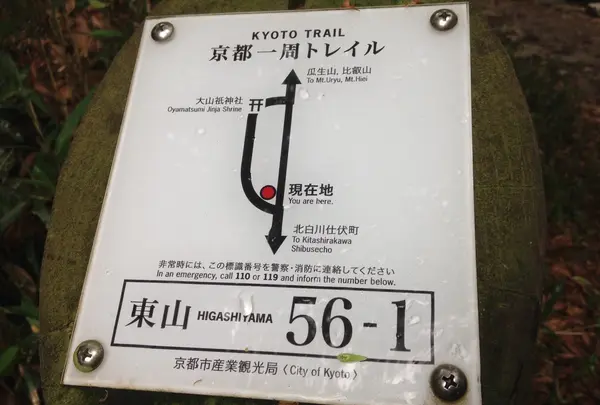 KYOTO TRAIL
京都一周トレイル
瓜生山, 比叡山
To Mt.Uryu, Mt.Hiei
大山祇神社
Oyamatsumi Jinja Shrine
現在地
You are here.
北白川仕伏町
To Kitashirakawa
Shibusecho
非常時には、この標識番号を警察・消防に連絡してください
In an emergency, call 110 or 119 and inform the number below.
東山 HIGASHIYAMA 56-1
京都市産業観光局〈City of Kyoto〉